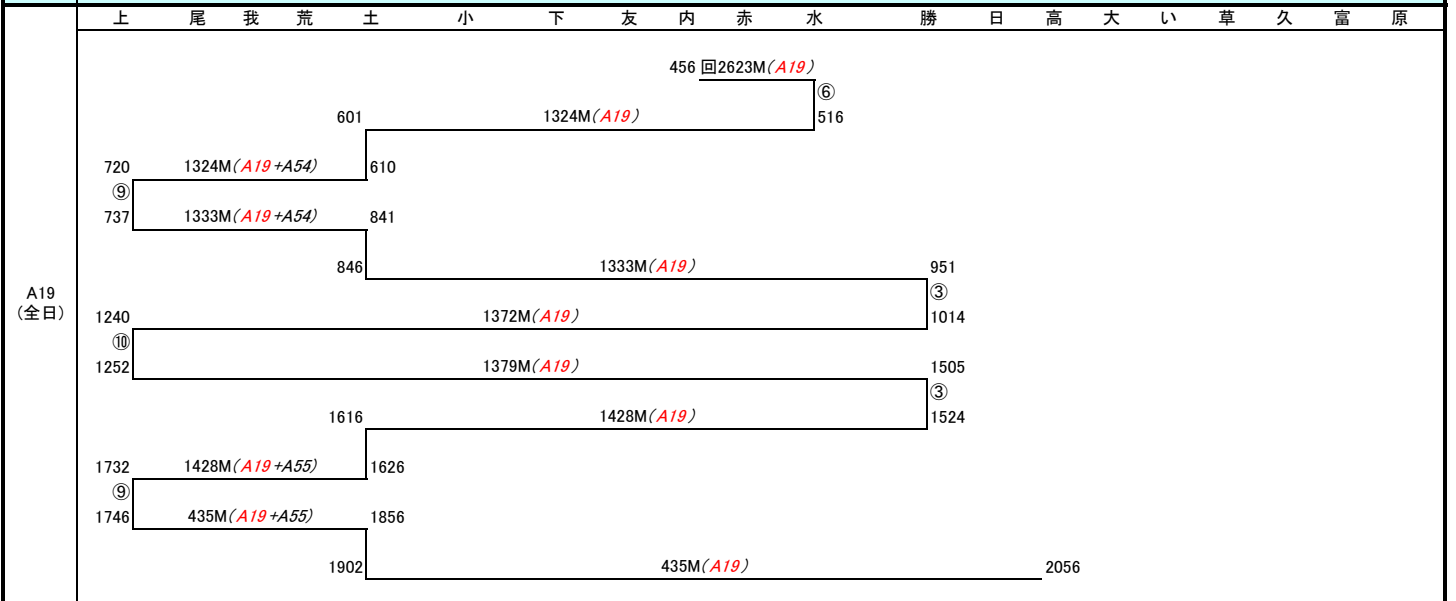 上 尾 我 荒 土 小 下 友 内 赤 水 勝 日 高 大 い 草 久 富 原
456 回2623M(A19)
⑥
601 1324M(A19) 516
720 1324M(A19+A54) 610
⑨
737 1333M(A19+A54) 841
846 1333M(A19) 951
A19
(全日)
③
1240 1372M(A19) 1014
⑩
1252 1379M(A19) 1505
③
1616 1428M(A19) 1524
1732 1428M(A19+A55) 1626
⑨
1746 435M(A19+A55) 1856
1902 435M(A19) 2056